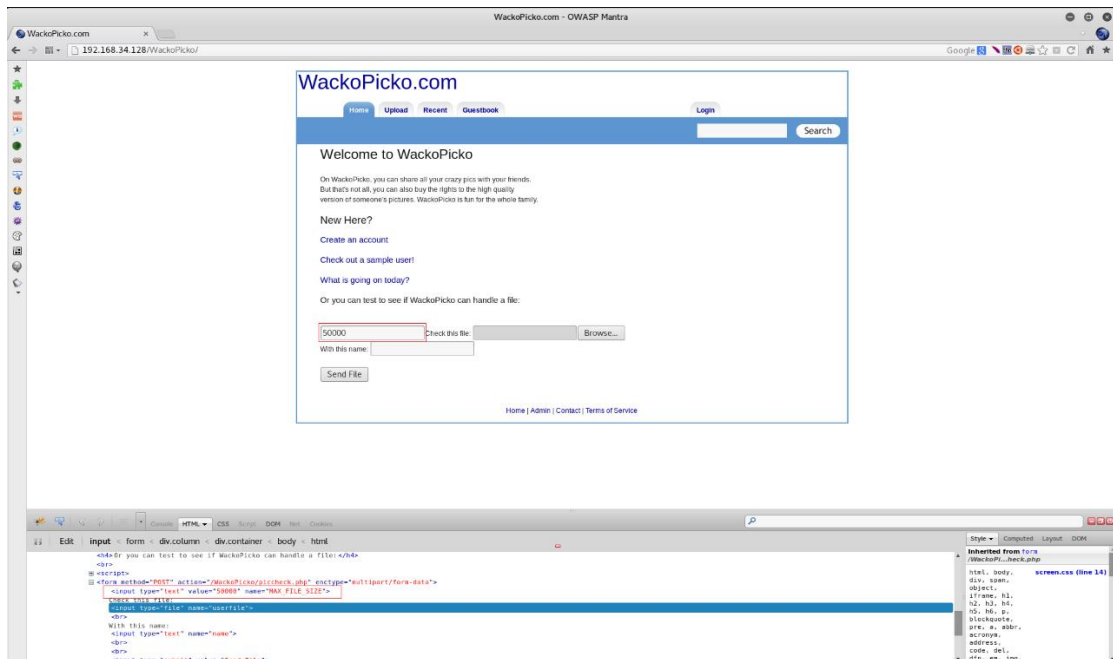 WackoPicko.com - OWASP Mantra
WackoPicko.com ×
192.168.34.128/WackoPicko/
Google
WackoPicko.com
Home Upload Recent Guestbook Login
Search
Welcome to WackoPicko
On WackoPicko, you can share all your crazy pics with your friends.
But that's not all, you can also buy the rights to the high quality
version of someone's pictures. WackoPicko is fun for the whole family.
New Here?
Create an account
Check out a sample user!
What is going on today?
Or you can test to see if WackoPicko can handle a file:
50000 Check this file: Browse...
With this name:
Send File
Home | Admin | Contact | Terms of Service
Console HTML CSS Script DOM Net Cookies
Edit input < form < div.column < div.container < body < html
Style Computed Layout DOM
<h4>Or you can test to see if WackoPicko can handle a file:</h4>
<br>
<script>
<form method="POST" action="/WackoPicko/piccheck.php" enctype="multipart/form-data">
<input type="text" value="50000" name="MAX_FILE_SIZE">
Check this file:
<input type="file" name="userfile">
<br>
With this name:
<input type="text" name="name">
<br>
<br>
Inherited from form
/WackoPi...heck.php
html, body, screen.css (line 14)
div, span,
object,
iframe, h1,
h2, h3, h4,
h5, h6, p,
blockquote,
pre, a, abbr,
acronym,
address,
code, del,
dfn, em, img,